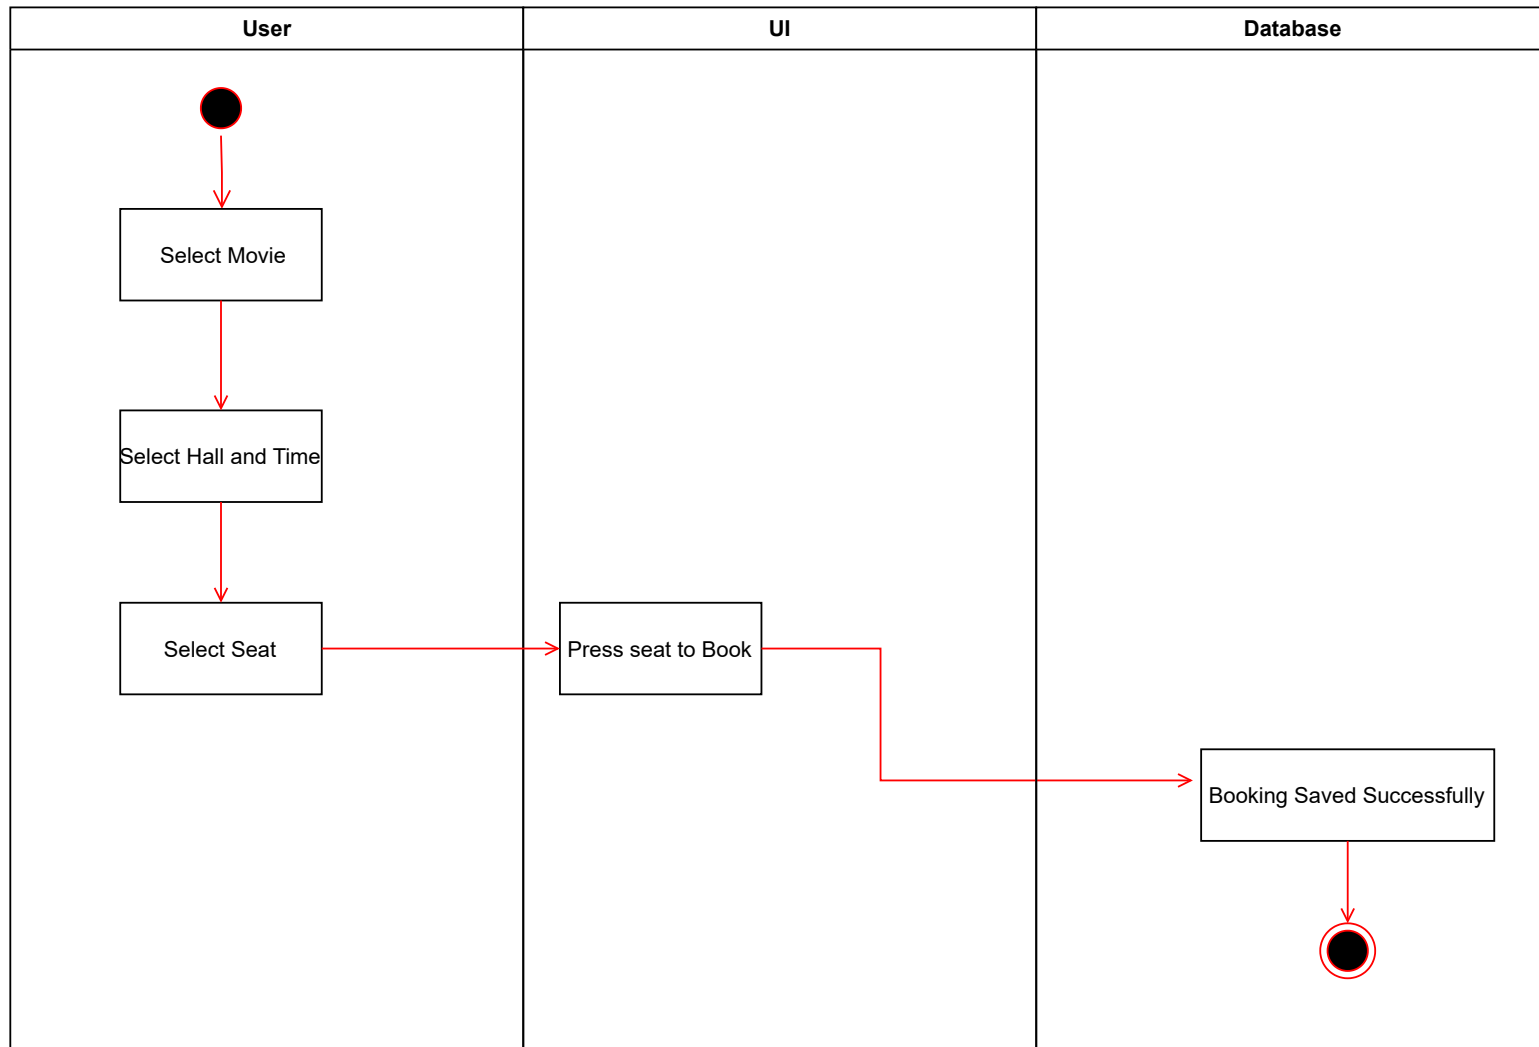 User
UI
Database
Select Movie
Select Hall and Time
Select Seat
Press seat to Book
Booking Saved Successfully